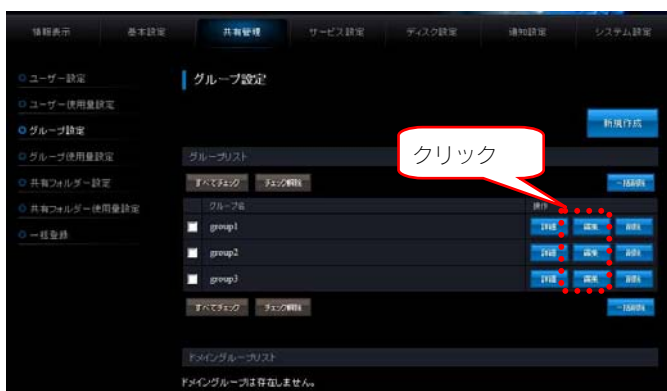 情報表示 基本設定 共有管理 サービス設定 ディスク設定 通知設定 システム設定
ユーザー設定
ユーザー使用量設定
グループ設定
グループ使用量設定
共有フォルダー設定
共有フォルダー使用量設定
一括登録
グループ設定
新規作成
クリック
グループリスト
すべてチェック チェック解除 一括削除
グループ名 操作
group1 詳細 編集 削除
group2 詳細 編集 削除
group3 詳細 編集 削除
すべてチェック チェック解除 一括削除
ドメイングループリスト
ドメイングループは存在しません。